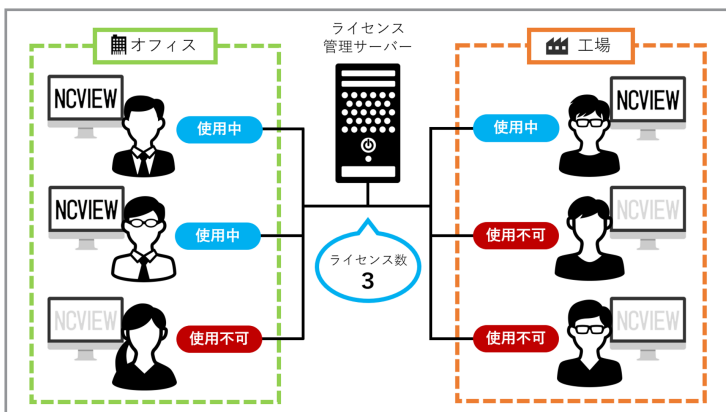 オフィス
ライセンス
管理サーバー
工場
NCVIEW
使用中
使用中
NCVIEW
NCVIEW
使用中
使用不可
NCVIEW
ライセンス数
3
NCVIEW
使用不可
使用不可
NCVIEW